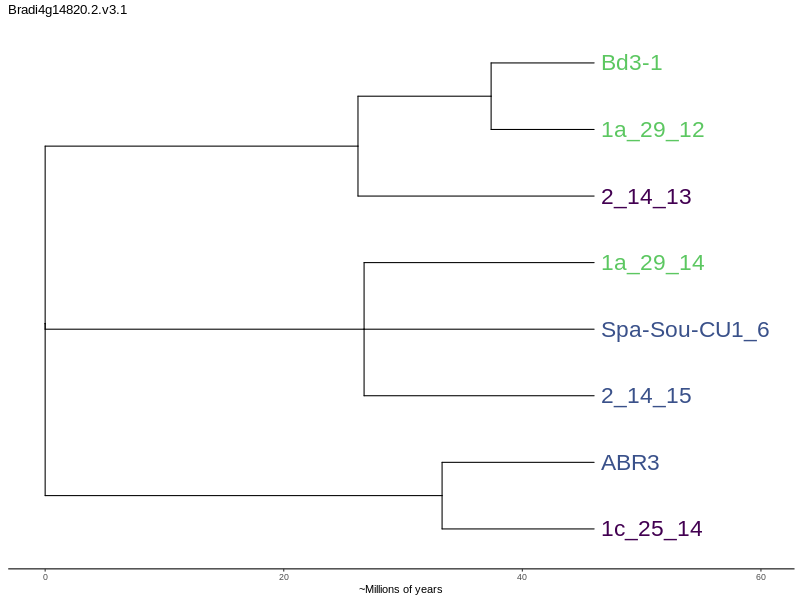 Bradi4g14820.2.v3.1
Bd3-1
1a_29_12
2_14_13
1a_29_14
Spa-Sou-CU1_6
2_14_15
ABR3
1c_25_14
0 20 40 60
~Millions of years